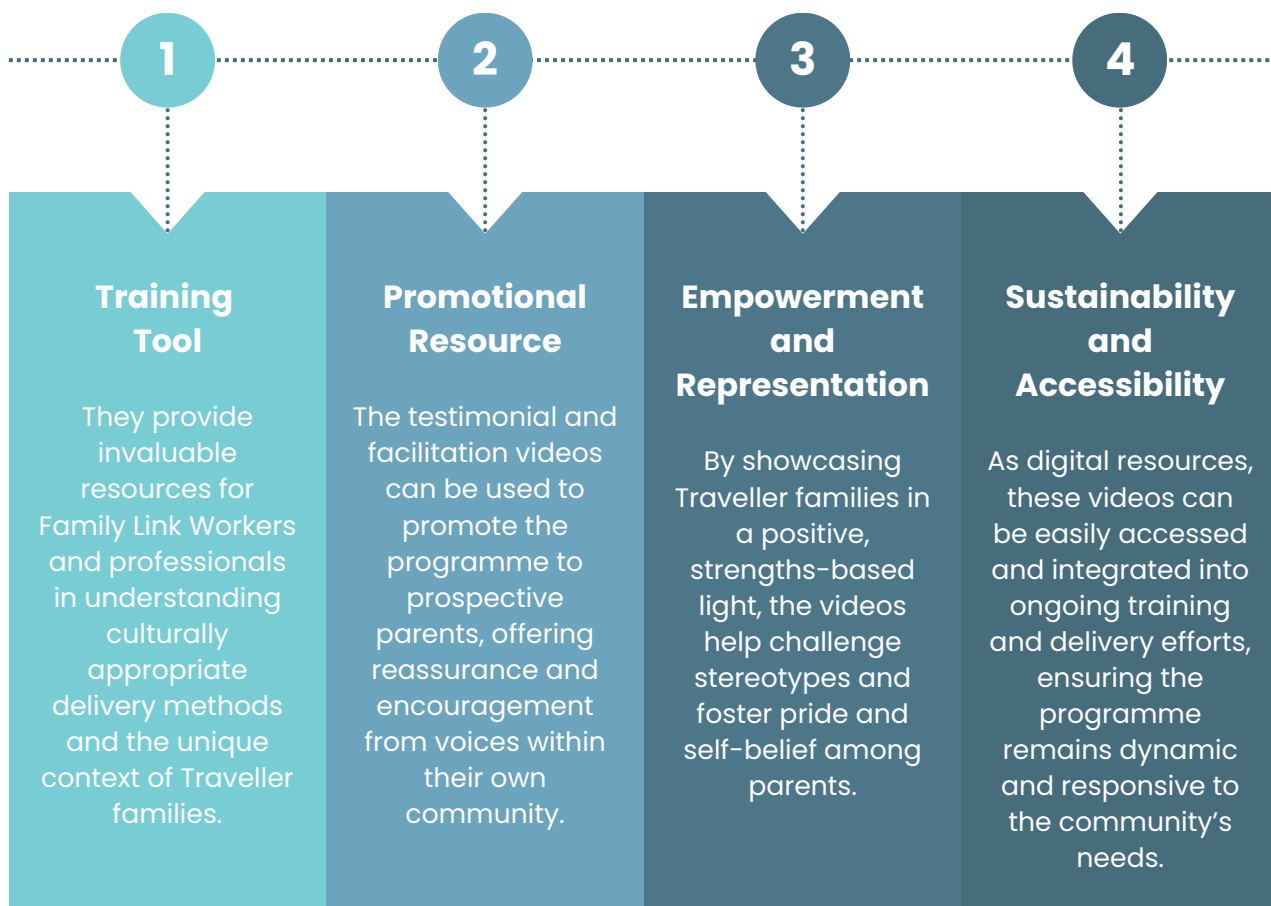 1
2
3
4
Training
Tool
They provide
invaluable
resources for
Family Link Workers
and professionals
in understanding
culturally
appropriate
delivery methods
and the unique
context of Traveller
families.
Promotional
Resource
The testimonial and
facilitation videos
can be used to
promote the
programme to
prospective
parents, offering
reassurance and
encouragement
from voices within
their own
community.
Empowerment
and
Representation
By showcasing
Traveller families in
a positive,
strengths-based
light, the videos
help challenge
stereotypes and
foster pride and
self-belief among
parents.
Sustainability
and
Accessibility
As digital resources,
these videos can
be easily accessed
and integrated into
ongoing training
and delivery efforts,
ensuring the
programme
remains dynamic
and responsive to
the community’s
needs.